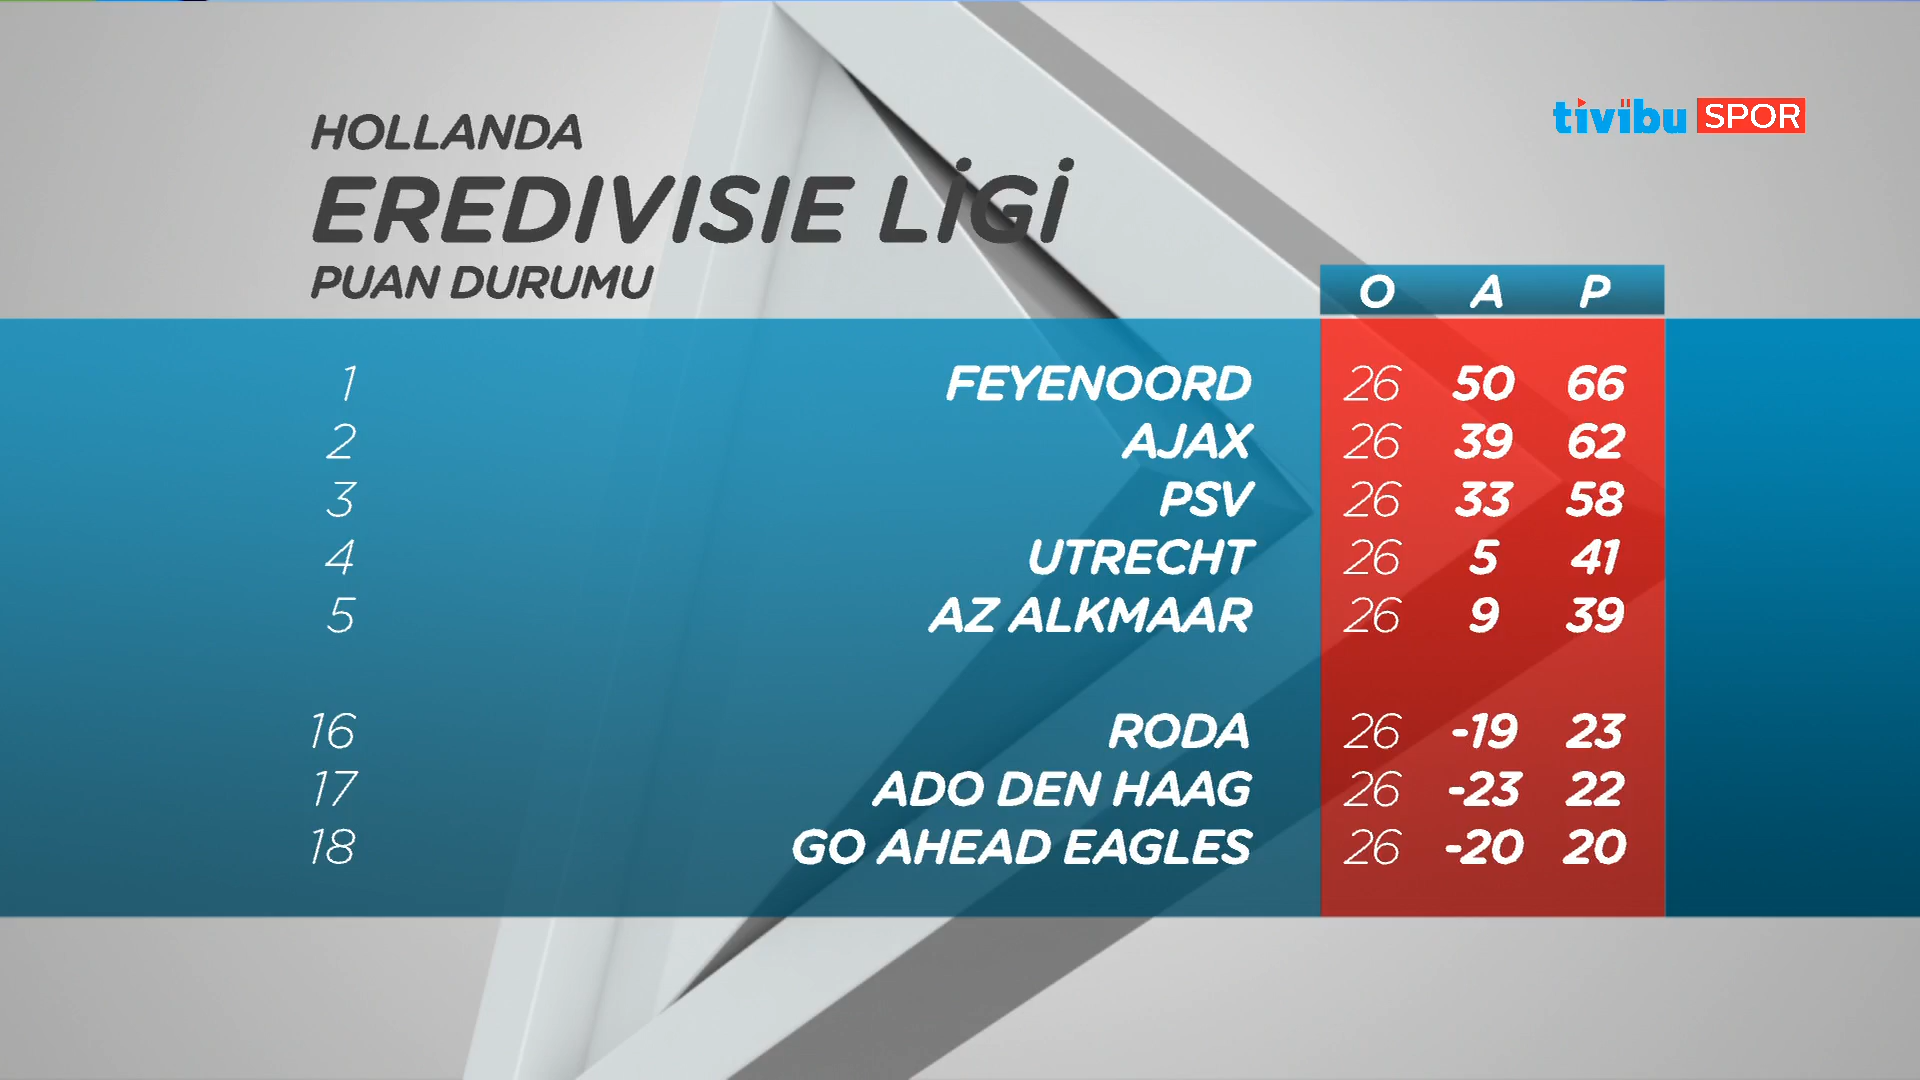 tivibu SPOR
HOLLANDA
EREDIVISIE LİGİ
PUAN DURUMU
O A P
1 FEYENOORD 26 50 66
2 AJAX 26 39 62
3 PSV 26 33 58
4 UTRECHT 26 5 41
5 AZ ALKMAAR 26 9 39
16 RODA 26 -19 23
17 ADO DEN HAAG 26 -23 22
18 GO AHEAD EAGLES 26 -20 20